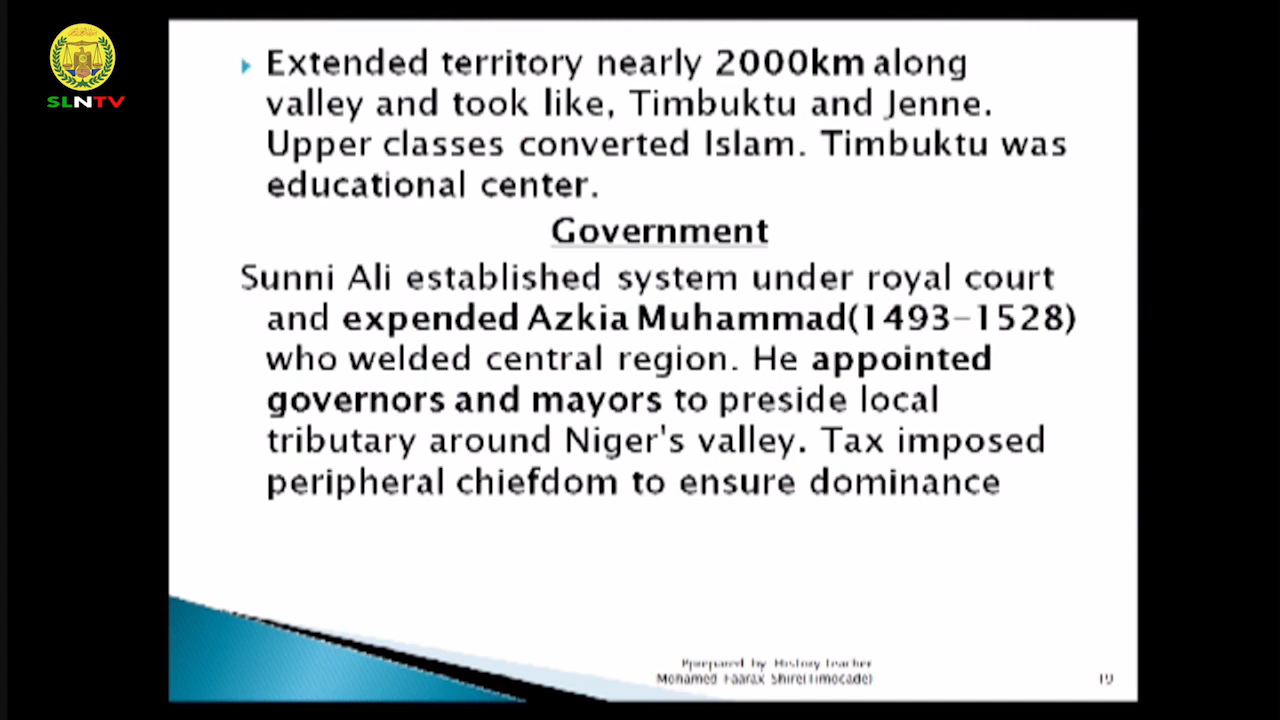 SLNTV
Extended territory nearly 2000km along
valley and took like, Timbuktu and Jenne.
Upper classes converted Islam. Timbuktu was
educational center.
Government
Sunni Ali established system under royal court
and expended Azkia Muhammad(1493-1528)
who welded central region. He appointed
governors and mayors to preside local
tributary around Niger's valley. Tax imposed
peripheral chiefdom to ensure dominance
by History teacher
Mohamed Faarax Shire(Timocade)
19